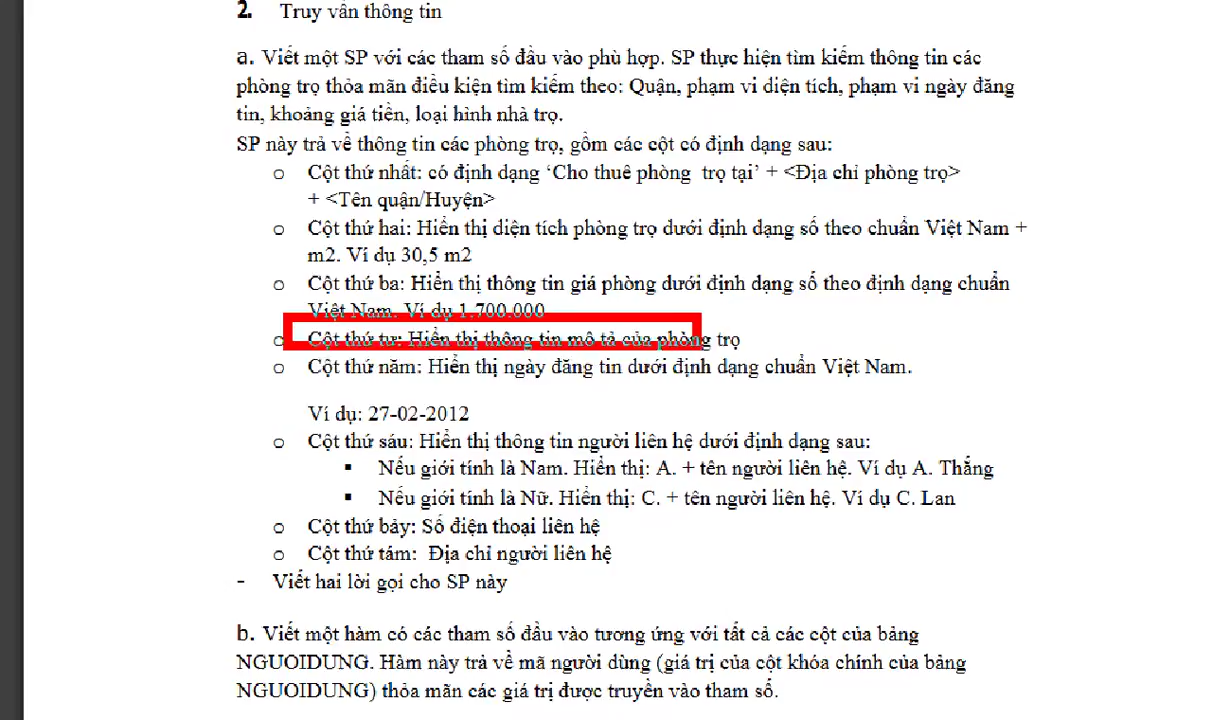 2. Truy vấn thông tin
a. Viết một SP với các tham số đầu vào phù hợp. SP thực hiện tìm kiếm thông tin các
phòng trọ thỏa mãn điều kiện tìm kiếm theo: Quận, phạm vi diện tích, phạm vi ngày đăng
tin, khoảng giá tiền, loại hình nhà trọ.
SP này trả về thông tin các phòng trọ, gồm các cột có định dạng sau:
o Cột thứ nhất: có định dạng ‘Cho thuê phòng trọ tại’ + <Địa chỉ phòng trọ>
+ <Tên quận/Huyện>
o Cột thứ hai: Hiển thị diện tích phòng trọ dưới định dạng số theo chuẩn Việt Nam +
m2. Ví dụ 30,5 m2
o Cột thứ ba: Hiển thị thông tin giá phòng dưới định dạng số theo định dạng chuẩn
Việt Nam. Ví dụ 1.700.000
o Cột thứ tư: Hiển thị thông tin mô tả của phòng trọ
o Cột thứ năm: Hiển thị ngày đăng tin dưới định dạng chuẩn Việt Nam.
Ví dụ: 27-02-2012
o Cột thứ sáu: Hiển thị thông tin người liên hệ dưới định dạng sau:
▪ Nếu giới tính là Nam. Hiển thị: A. + tên người liên hệ. Ví dụ A. Thắng
▪ Nếu giới tính là Nữ. Hiển thị: C. + tên người liên hệ. Ví dụ C. Lan
o Cột thứ bảy: Số điện thoại liên hệ
o Cột thứ tám: Địa chỉ người liên hệ
- Viết hai lời gọi cho SP này
b. Viết một hàm có các tham số đầu vào tương ứng với tất cả các cột của bảng
NGUOIDUNG. Hàm này trả về mã người dùng (giá trị của cột khóa chính của bảng
NGUOIDUNG) thỏa mãn các giá trị được truyền vào tham số.